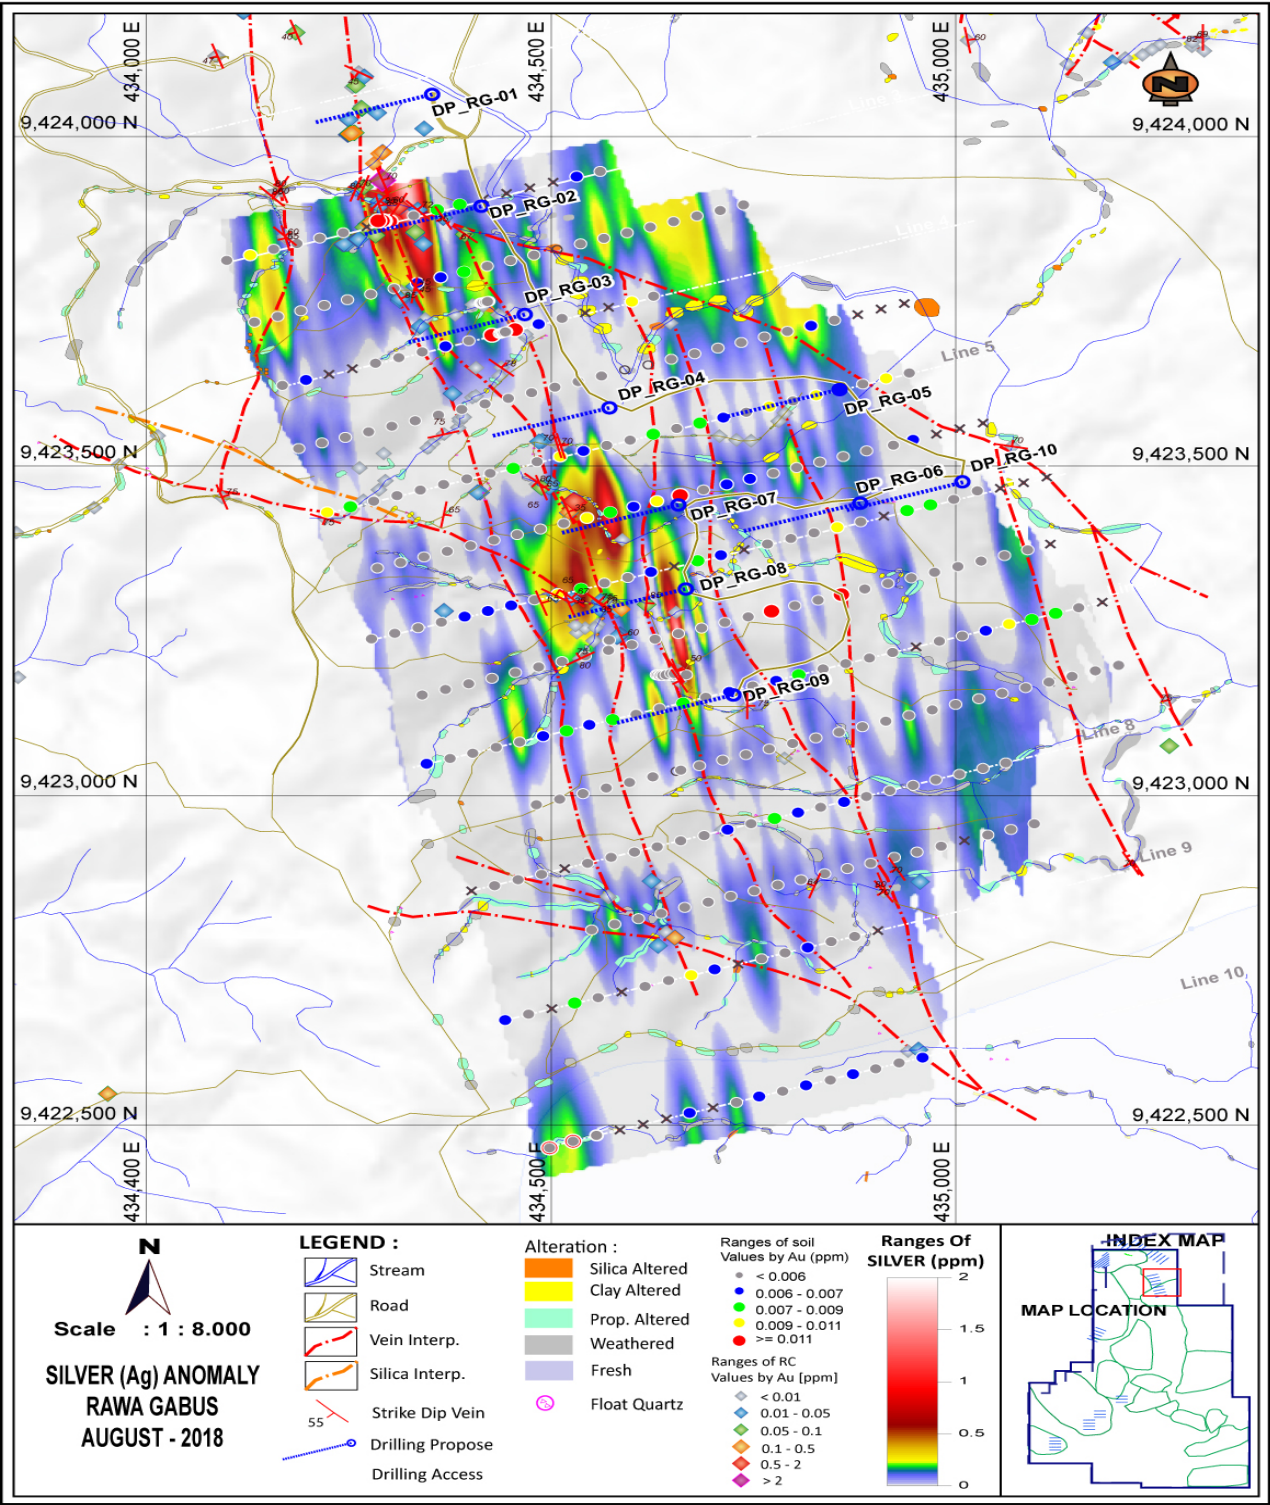 434,000 E
434,500 E
435,000 E
N
9,424,000 N
9,424,000 N
DP_RG-01
DP_RG-02
DP_RG-03
Line 5
DP_RG-04
DP_RG-05
9,423,500 N
9,423,500 N
DP_RG-10
DP_RG-06
DP_RG-07
DP_RG-08
DP_RG-09
Line 8
9,423,000 N
9,423,000 N
Line 9
Line 10
9,422,500 N
9,422,500 N
434,400 E
434,500 E
435,000 E
N
Scale : 1 : 8.000
SILVER (Ag) ANOMALY
RAWA GABUS
AUGUST - 2018
LEGEND :
Stream
Road
Vein Interp.
Silica Interp.
55
Strike Dip Vein
Drilling Propose
Drilling Access
Alteration :
Silica Altered
Clay Altered
Prop. Altered
Weathered
Fresh
Float Quartz
Ranges of soil
Values by Au (ppm)
< 0.006
0.006 - 0.007
0.007 - 0.009
0.009 - 0.011
>= 0.011
Ranges of RC
Values by Au [ppm]
< 0.01
0.01 - 0.05
0.05 - 0.1
0.1 - 0.5
0.5 - 2
> 2
Ranges Of
SILVER (ppm)
2
1.5
1
0.5
0
INDEX MAP
MAP LOCATION